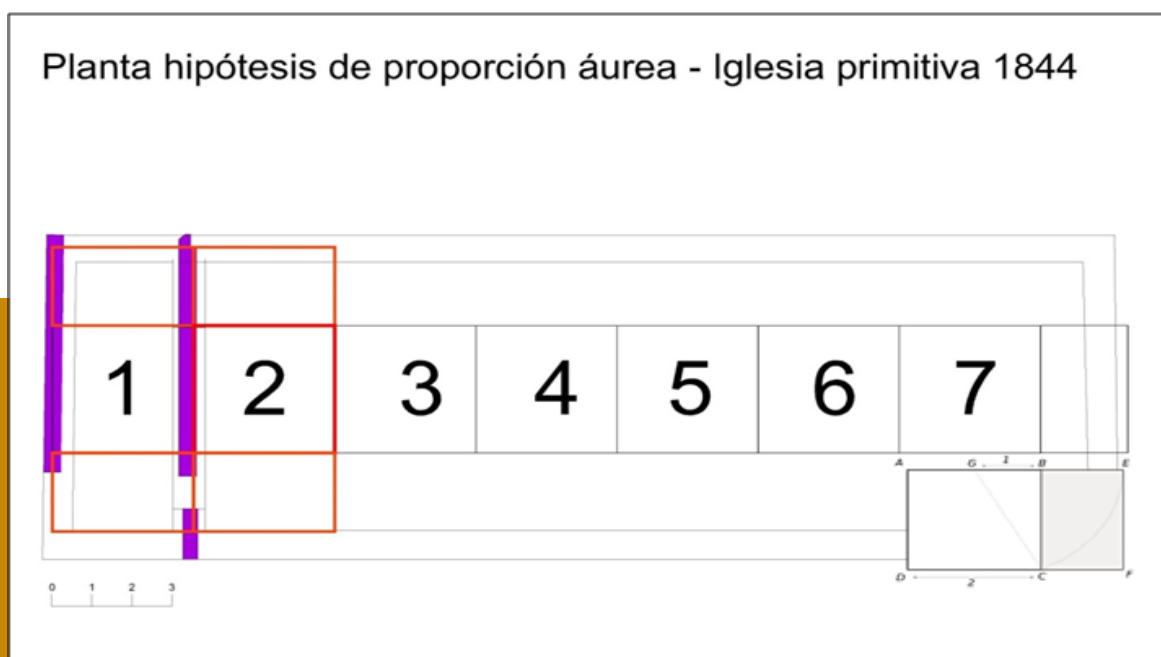 Planta hipótesis de proporción áurea - Iglesia primitiva 1844
1 2 3 4 5 6 7
A G 1 B E
D 2 C F
0 1 2 3